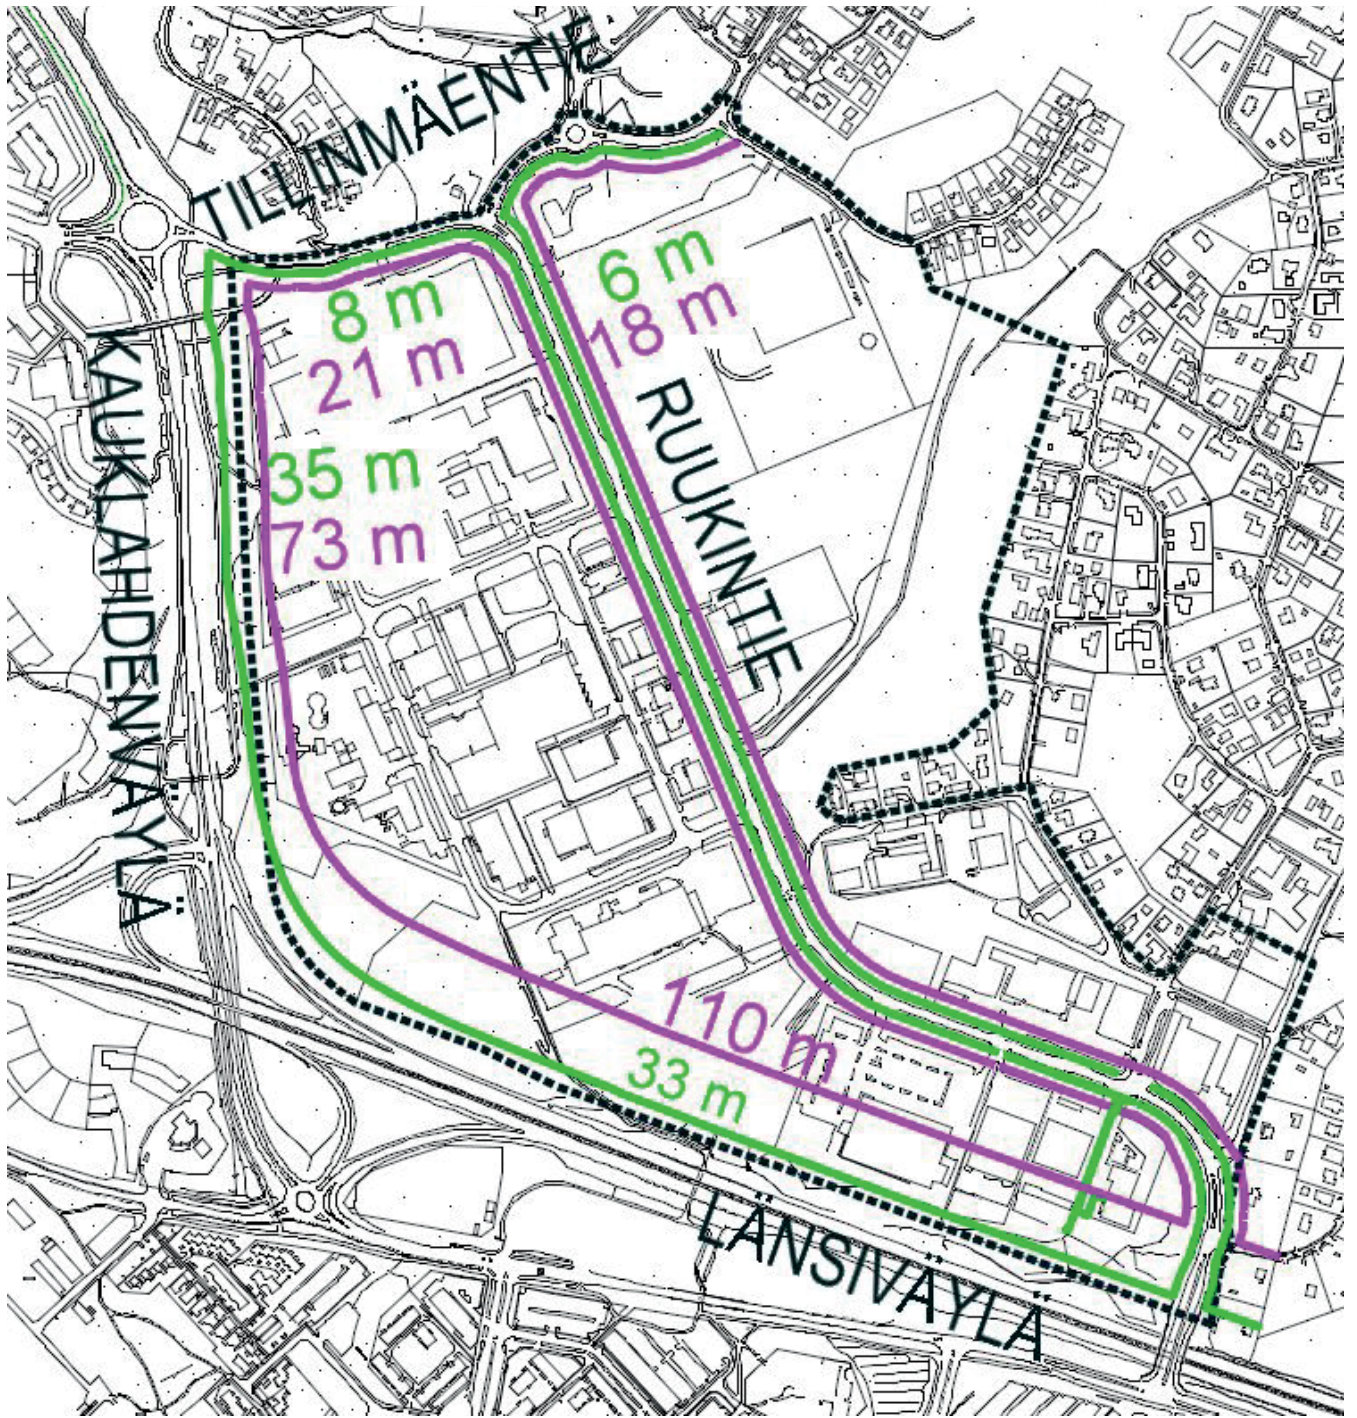 TILLINMÄENTIE
6 m
18 m
8 m
21 m
KAUKLAHDENVÄYLÄ
RUUKINTIE
35 m
73 m
110 m
33 m
LÄNSIVÄYLÄ